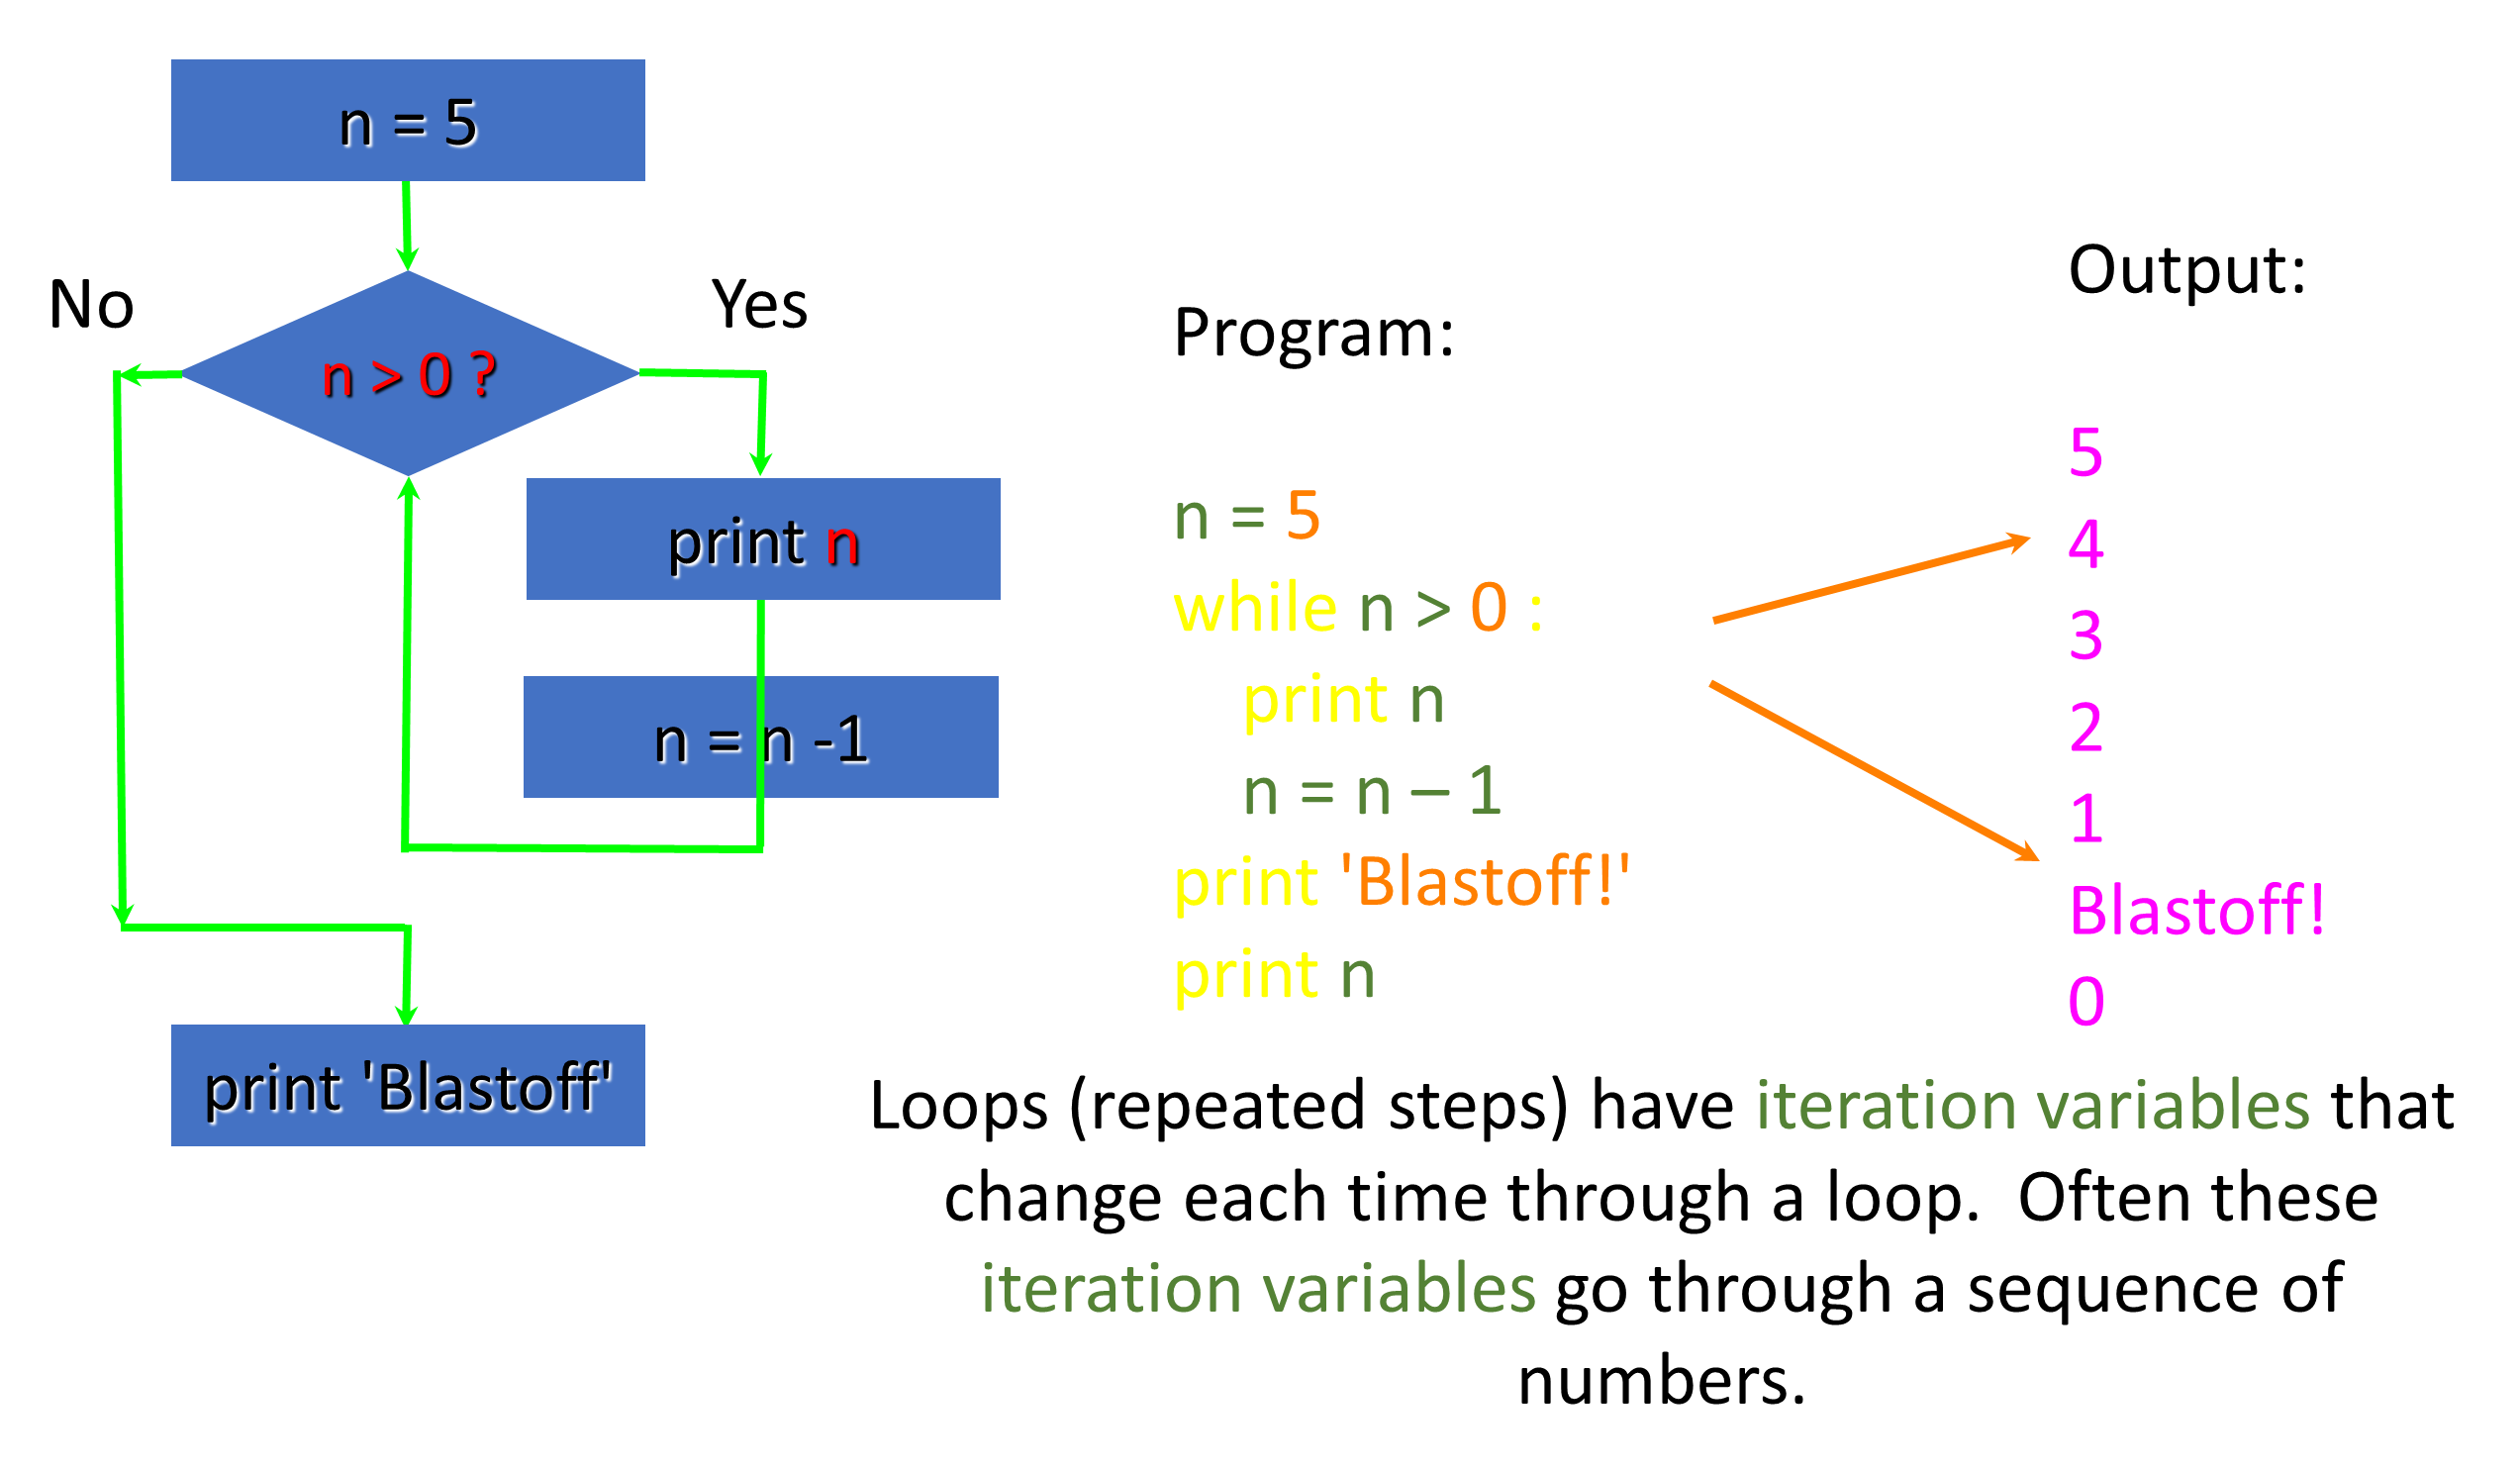 n = 5
No
Yes
n > 0 ?
print n
n = n -1
print 'Blastoff'
Program:
n = 5
while n > 0 :
print n
n = n – 1
print 'Blastoff!'
print n
Output:
5
4
3
2
1
Blastoff!
0
Loops (repeated steps) have iteration variables that
change each time through a loop.  Often these
iteration variables go through a sequence of
numbers.